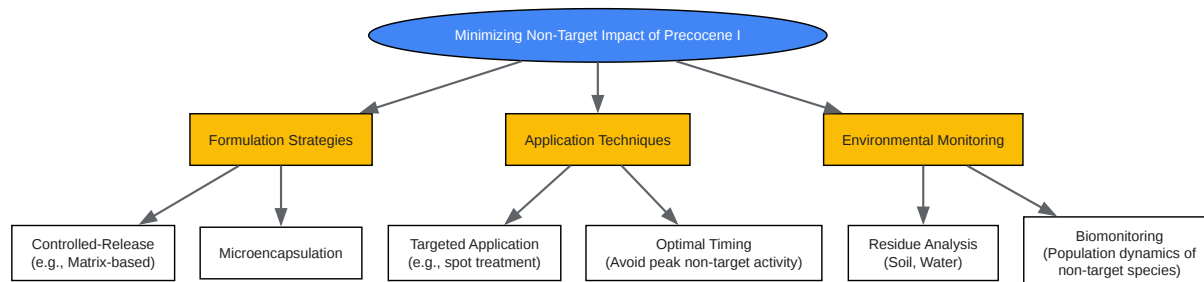 Minimizing Non-Target Impact of Precocene I
Formulation Strategies
Application Techniques
Environmental Monitoring
Controlled-Release
(e.g., Matrix-based)
Microencapsulation
Targeted Application
(e.g., spot treatment)
Optimal Timing
(Avoid peak non-target activity)
Residue Analysis
(Soil, Water)
Biomonitoring
(Population dynamics of
non-target species)